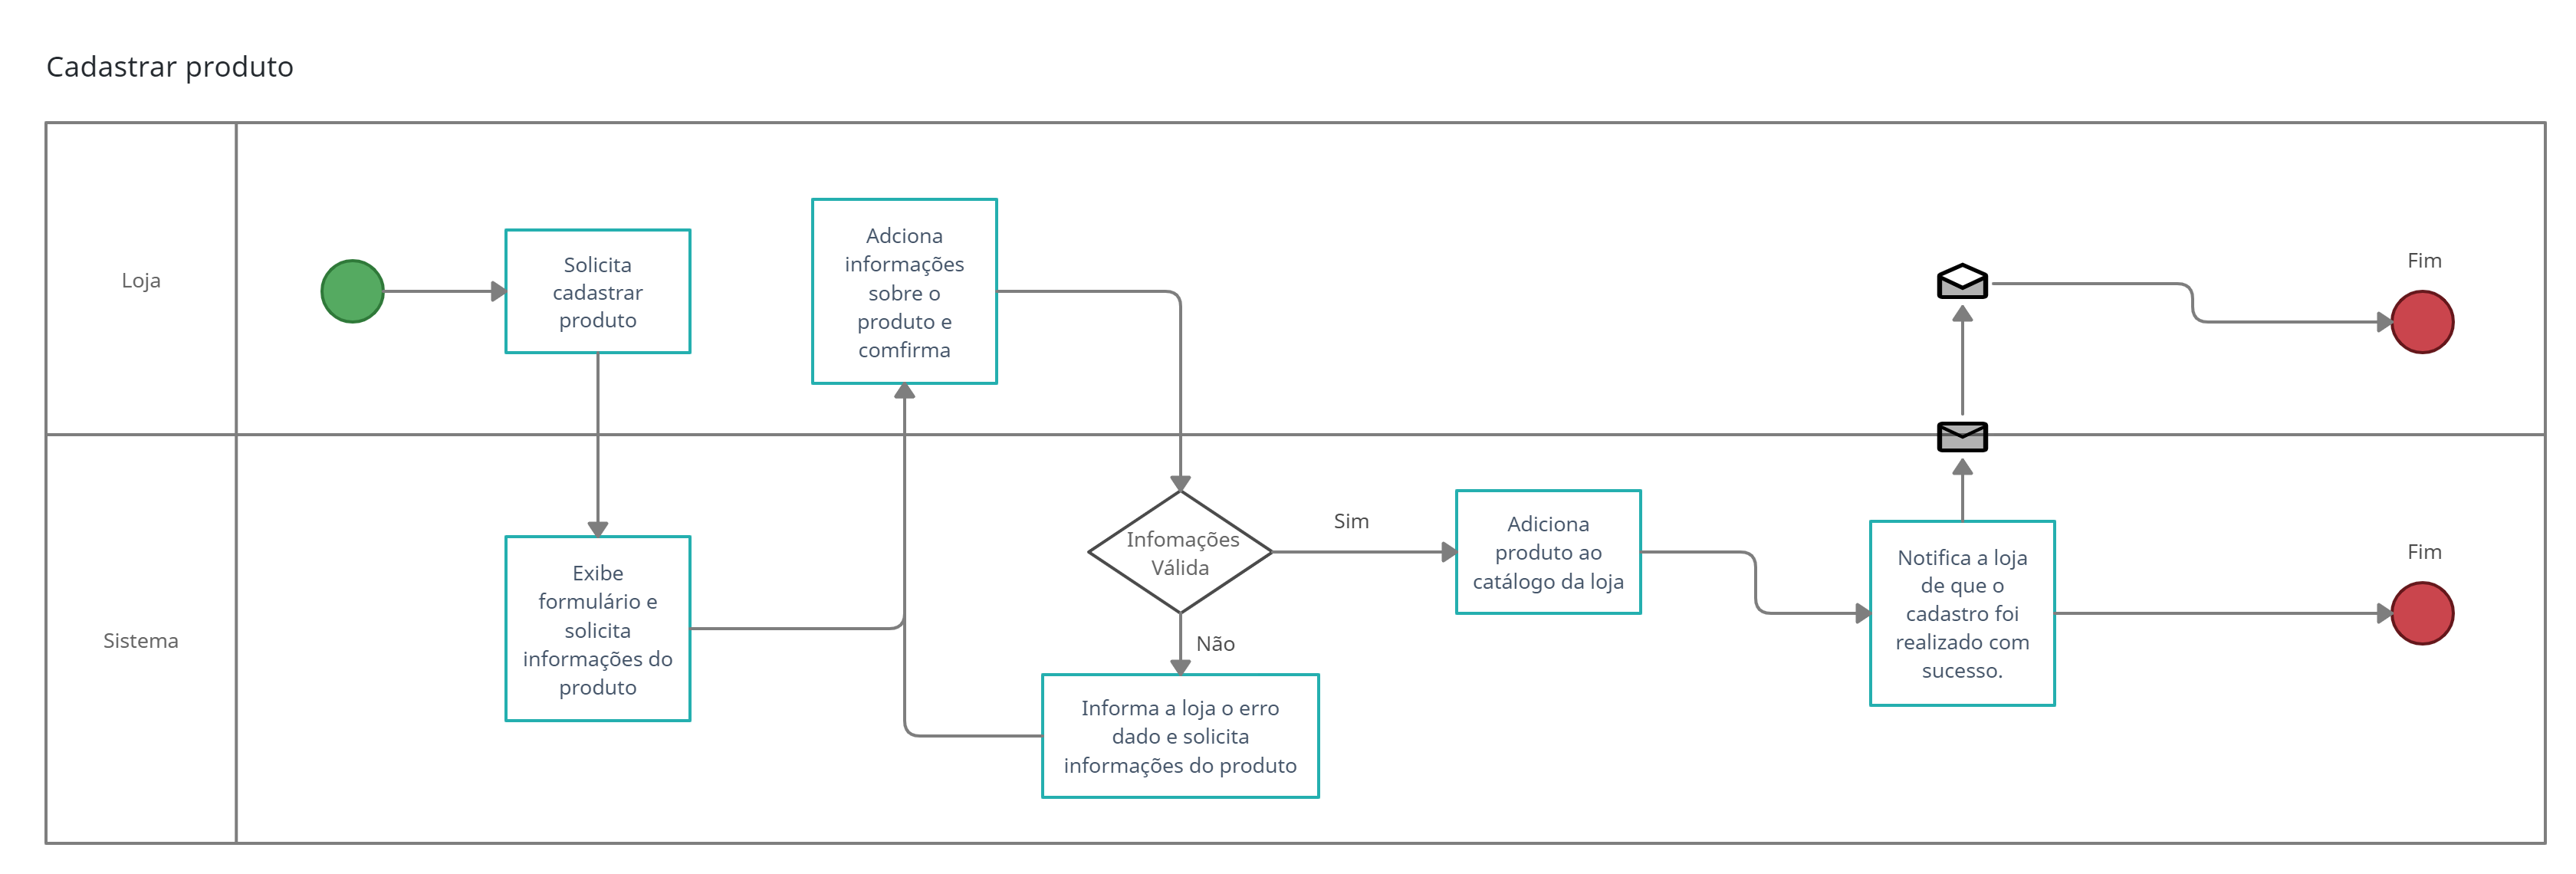 Cadastrar produto
Loja
Solicita
cadastrar
produto
Adciona
informações
sobre o
produto e
comfirma
Fim
Sistema
Exibe
formulário e
solicita
informações do
produto
Infomações
Válida
Sim
Não
Informa a loja o erro
dado e solicita
informações do produto
Adiciona
produto ao
catálogo da loja
Notifica a loja
de que o
cadastro foi
realizado com
sucesso.
Fim